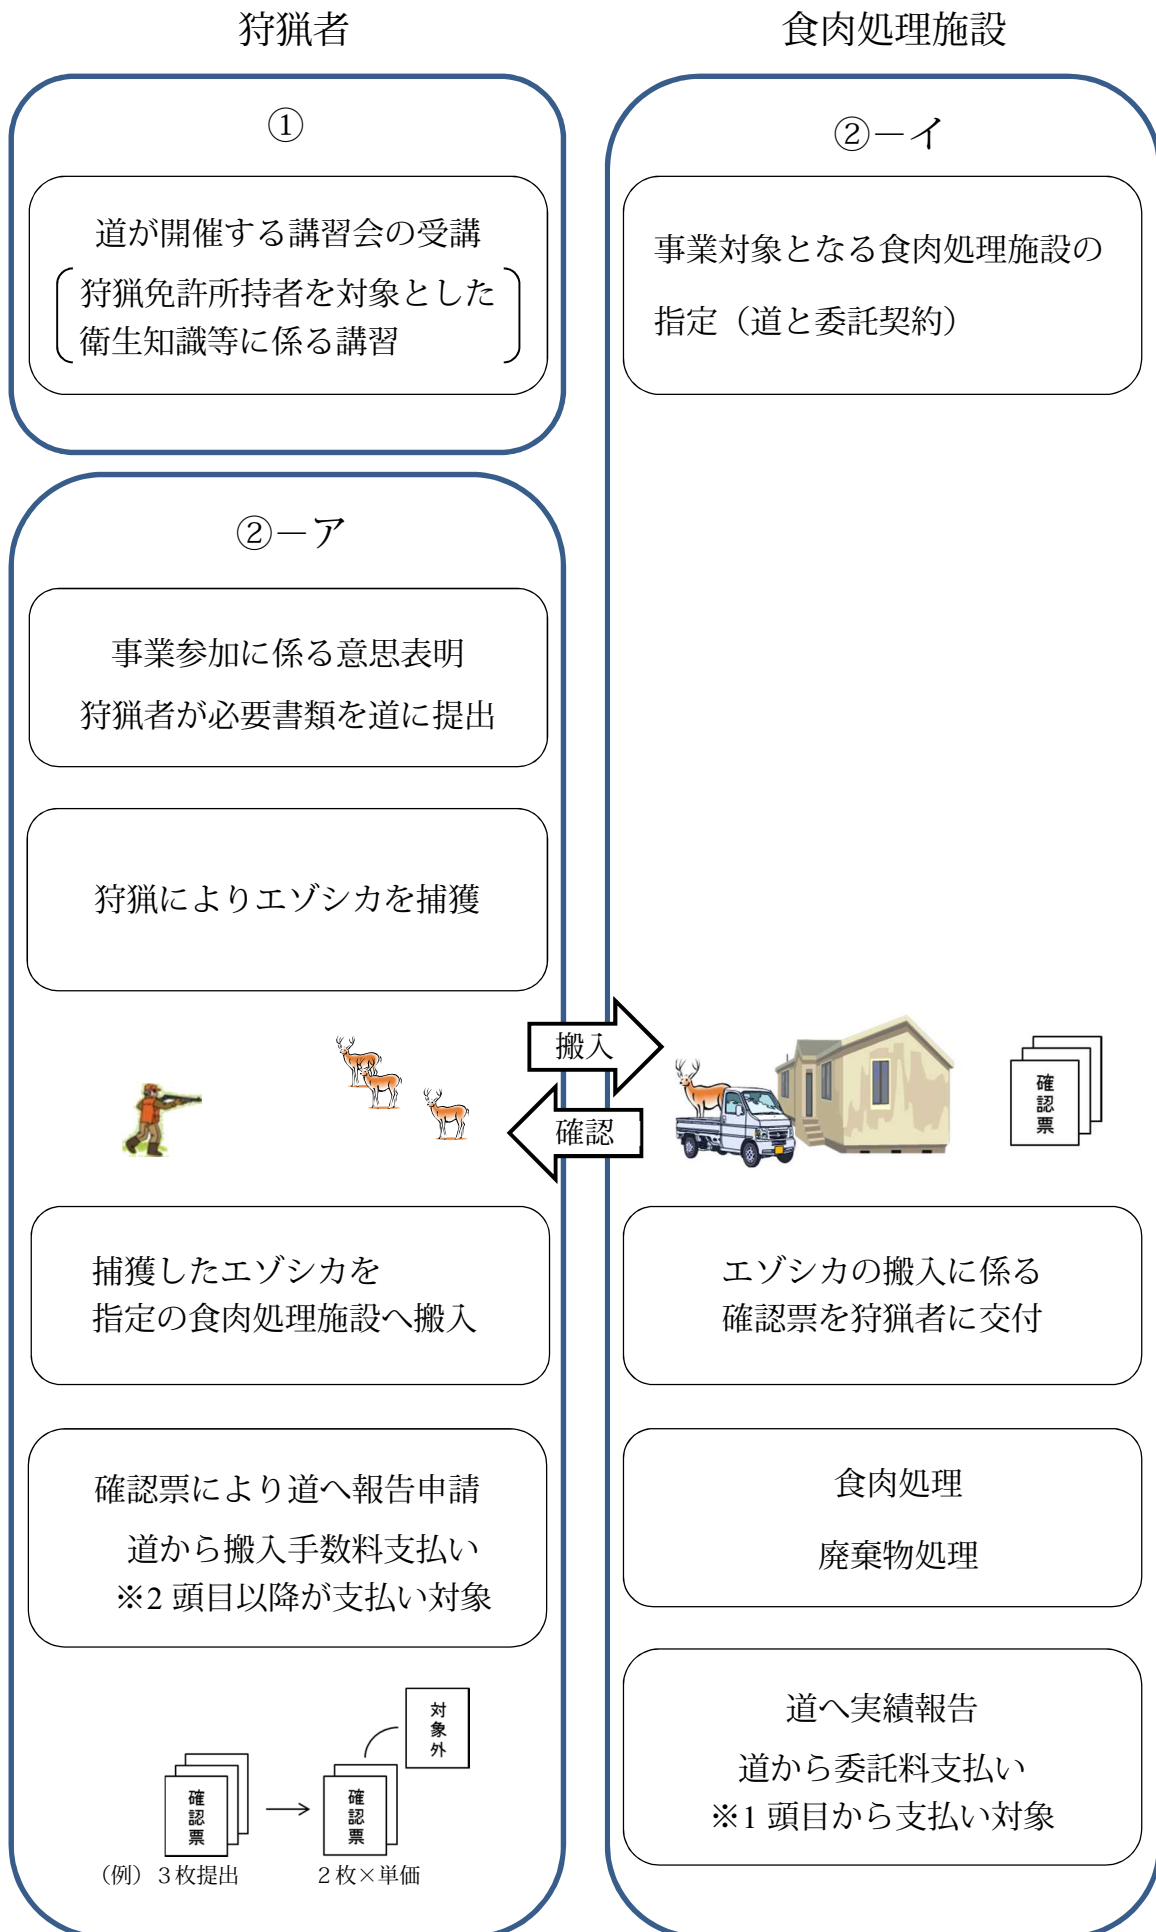 狩猟者
食肉処理施設
①
道が開催する講習会の受講
狩猟免許所持者を対象とした
衛生知識等に係る講習
②－イ
事業対象となる食肉処理施設の
指定（道と委託契約）
②－ア
事業参加に係る意思表明
狩猟者が必要書類を道に提出
狩猟によりエゾシカを捕獲
搬入
確認
確認票
捕獲したエゾシカを
指定の食肉処理施設へ搬入
エゾシカの搬入に係る
確認票を狩猟者に交付
確認票により道へ報告申請
道から搬入手数料支払い
※2 頭目以降が支払い対象
食肉処理
廃棄物処理
対象外
確認票
確認票
（例）３枚提出
２枚×単価
道へ実績報告
道から委託料支払い
※1 頭目から支払い対象